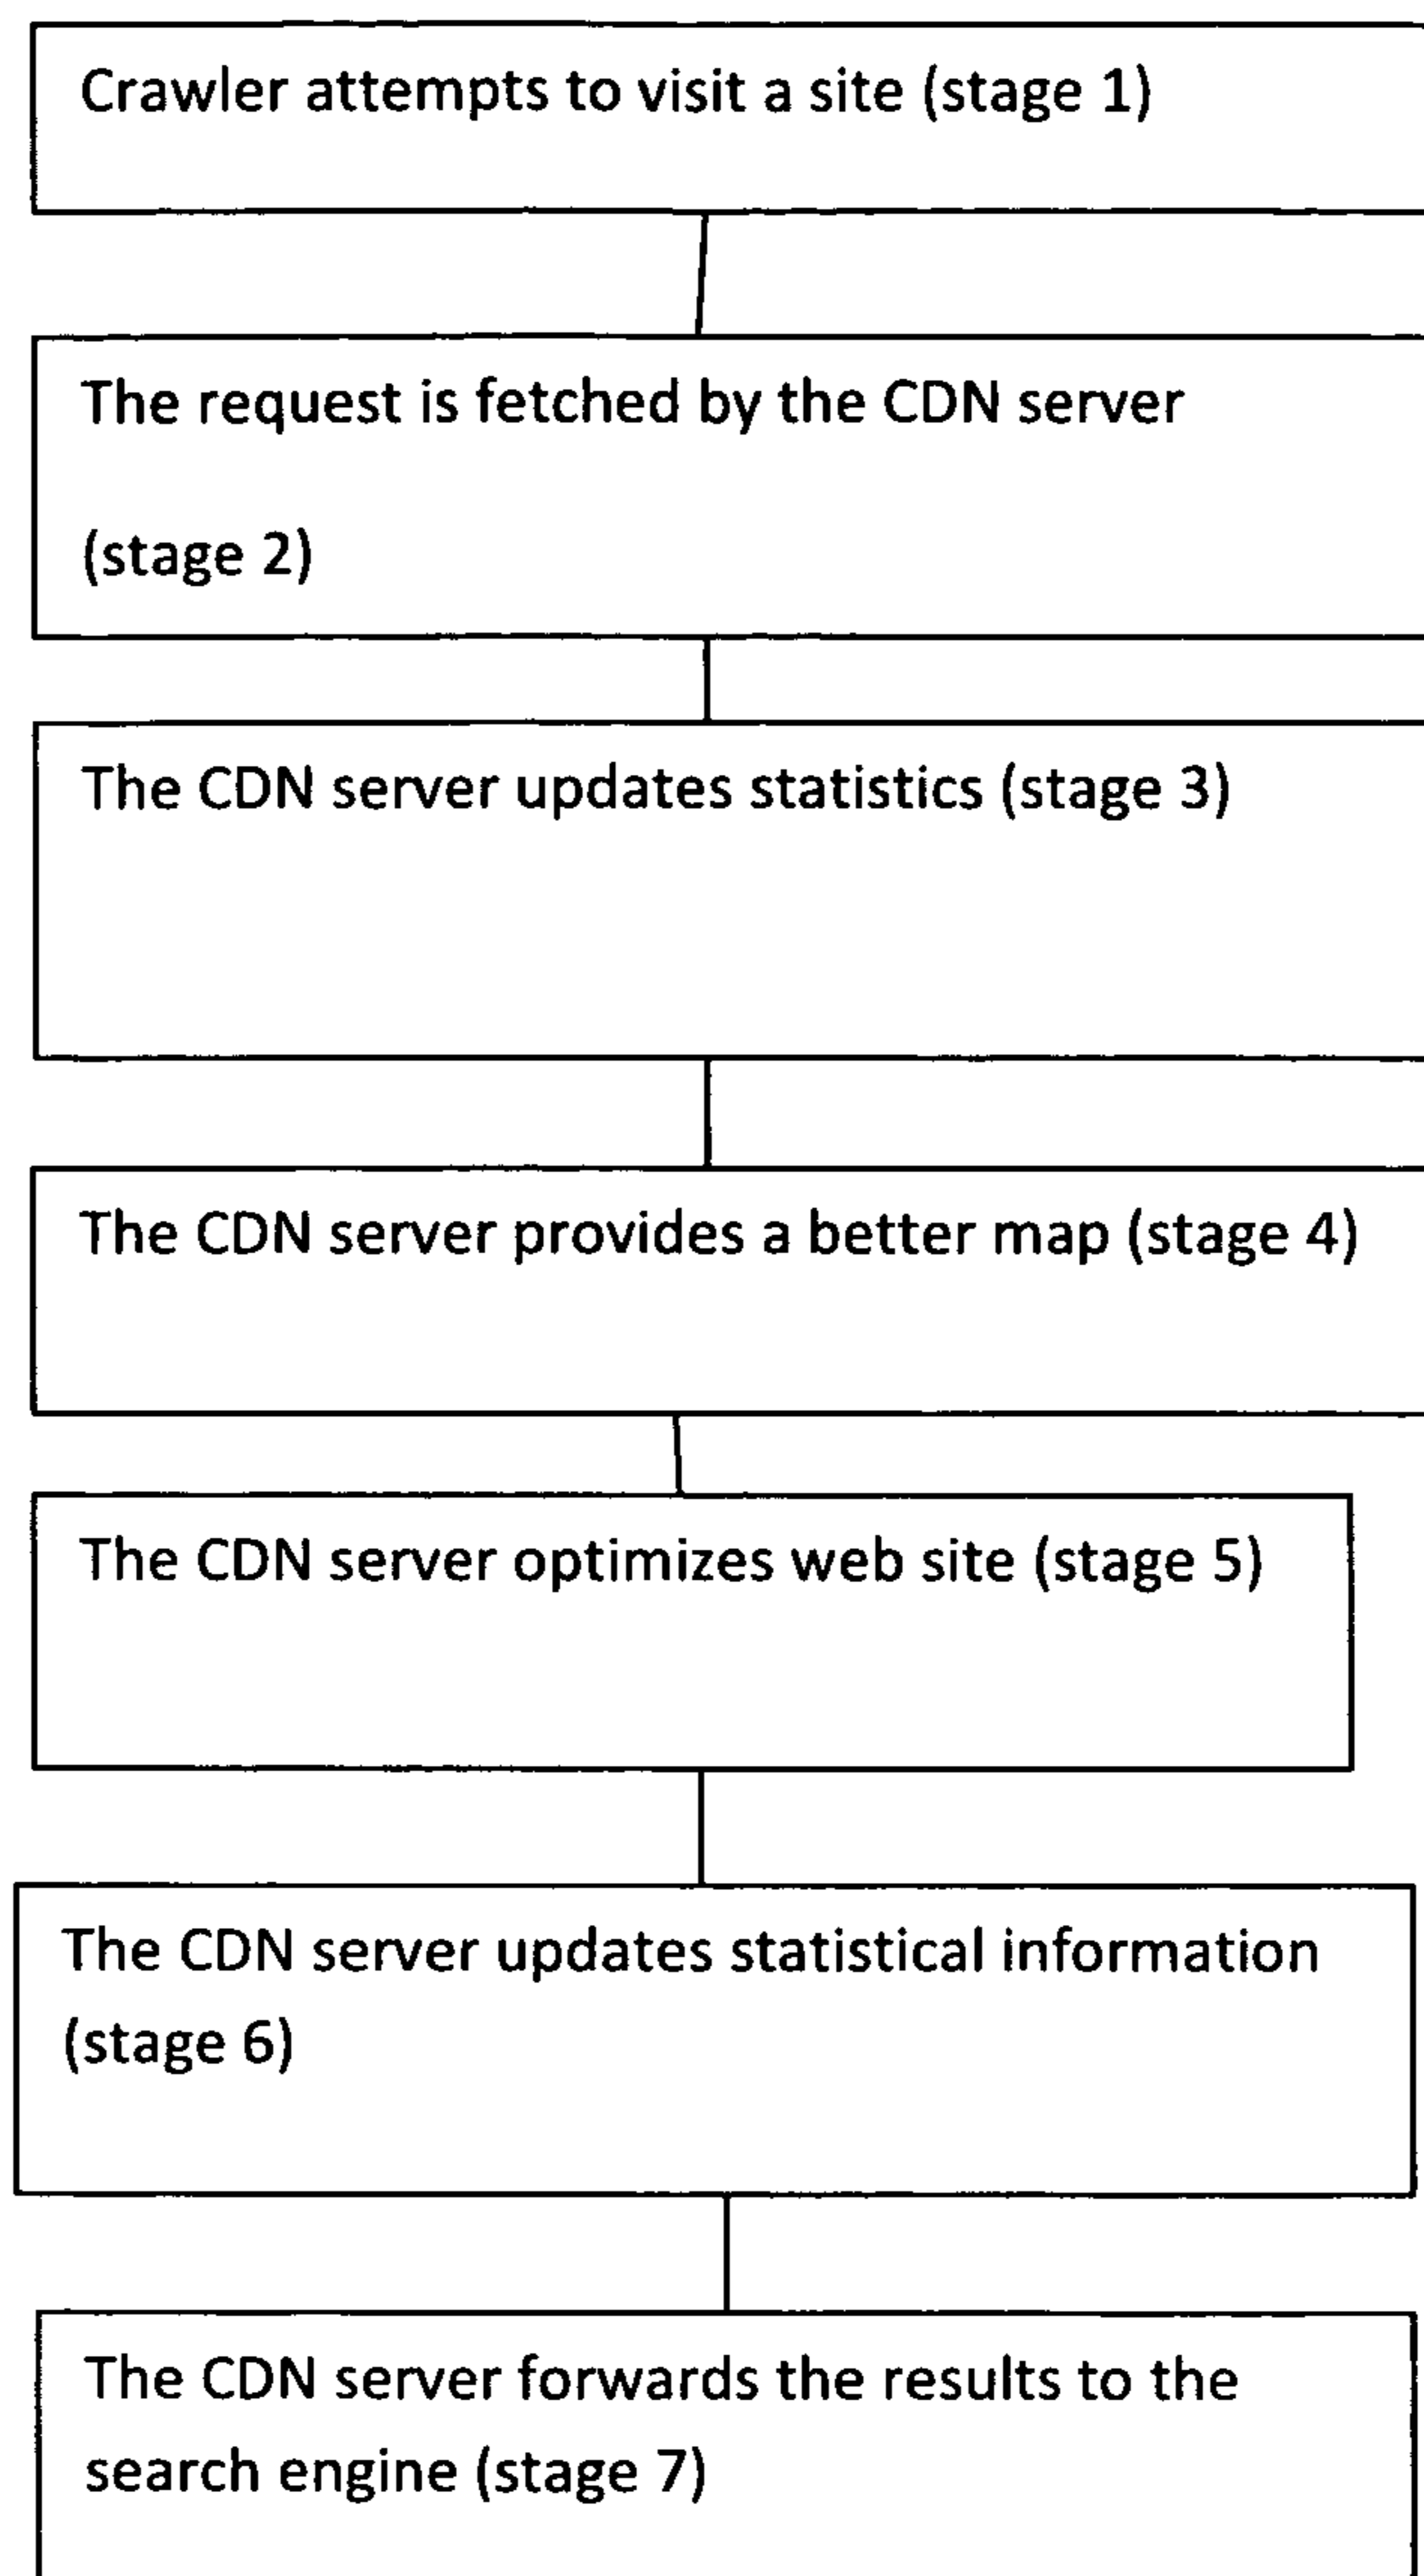 Crawler attempts to visit a site (stage 1)
The request is fetched by the CDN server
(stage 2)
The CDN server updates statistics (stage 3)
The CDN server provides a better map (stage 4)
The CDN server optimizes web site (stage 5)
The CDN server updates statistical information
(stage 6)
The CDN server forwards the results to the
search engine (stage 7)